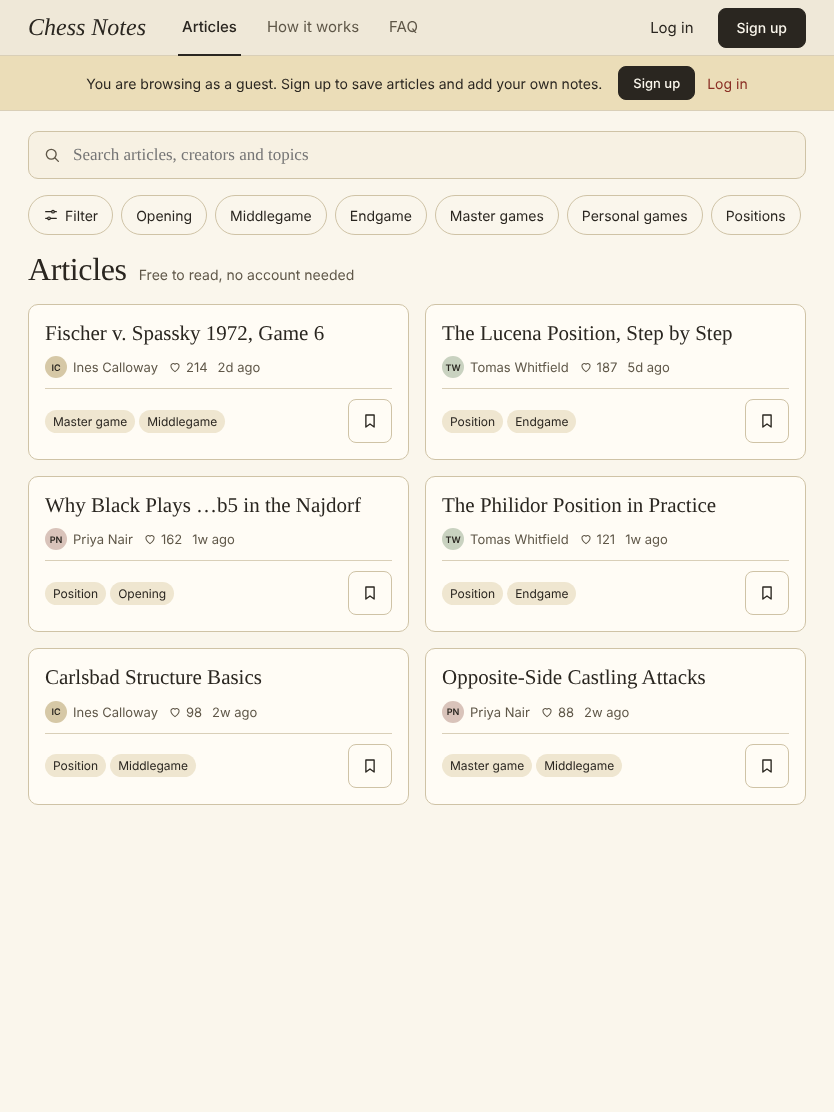 Chess Notes Articles How it works FAQ Log in Sign up
You are browsing as a guest. Sign up to save articles and add your own notes. Sign up Log in
Search articles, creators and topics
Filter Opening Middlegame Endgame Master games Personal games Positions
Articles Free to read, no account needed
Fischer v. Spassky 1972, Game 6
IC Ines Calloway 214 2d ago
Master game Middlegame
The Lucena Position, Step by Step
TW Tomas Whitfield 187 5d ago
Position Endgame
Why Black Plays …b5 in the Najdorf
PN Priya Nair 162 1w ago
Position Opening
The Philidor Position in Practice
TW Tomas Whitfield 121 1w ago
Position Endgame
Carlsbad Structure Basics
IC Ines Calloway 98 2w ago
Position Middlegame
Opposite-Side Castling Attacks
PN Priya Nair 88 2w ago
Master game Middlegame